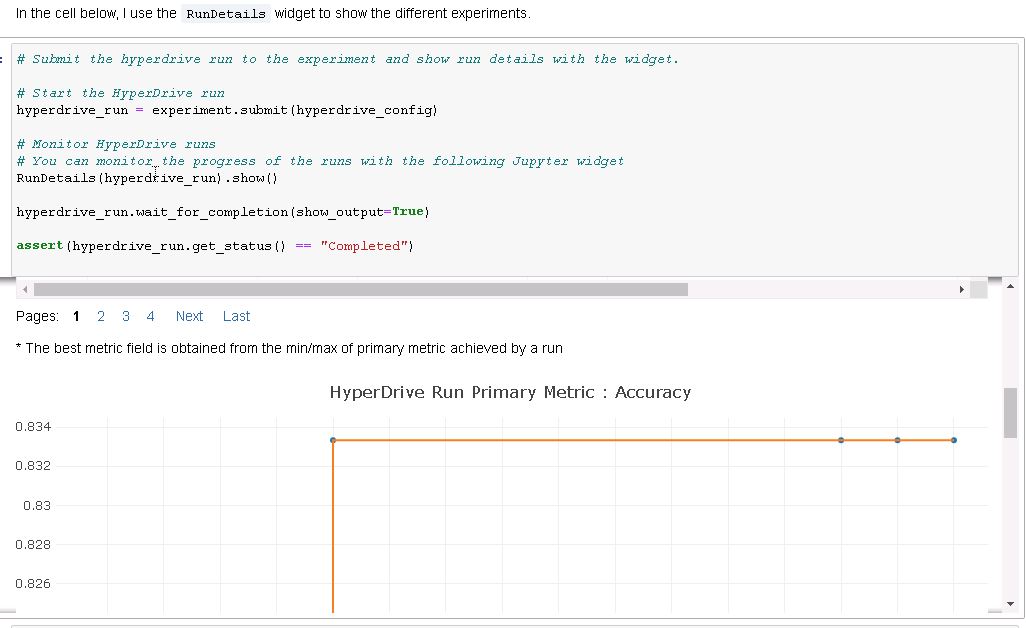 In the cell below, I use the RunDetails widget to show the different experiments.
# Submit the hyperdrive run to the experiment and show run details with the widget.
# Start the HyperDrive run
hyperdrive_run = experiment.submit(hyperdrive_config)
# Monitor HyperDrive runs
# You can monitor the progress of the runs with the following Jupyter widget
RunDetails(hyperdrive_run).show()
hyperdrive_run.wait_for_completion(show_output=True)
assert(hyperdrive_run.get_status() == "Completed")
Pages: 1 2 3 4 Next Last
* The best metric field is obtained from the min/max of primary metric achieved by a run
HyperDrive Run Primary Metric : Accuracy
0.834
0.832
0.83
0.828
0.826